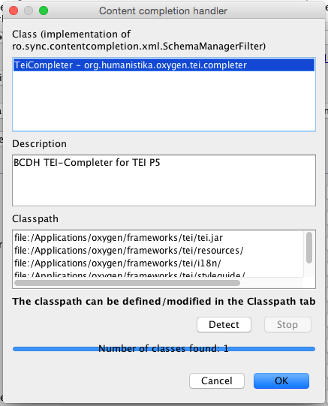 Content completion handler
Class (implementation of
ro.sync.contentcompletion.xml.SchemaManagerFilter)
TeiCompleter - org.humanistika.oxygen.tei.completer
Description
BCDH TEI-Completer for TEI P5
Classpath
file:/Applications/oxygen/frameworks/tei/tei.jar
file:/Applications/oxygen/frameworks/tei/resources/
file:/Applications/oxygen/frameworks/tei/i18n/
file:/Applications/oxygen/frameworks/tei/styleguide/
The classpath can be defined/modified in the Classpath tab
Detect
Stop
Number of classes found: 1
Cancel
OK